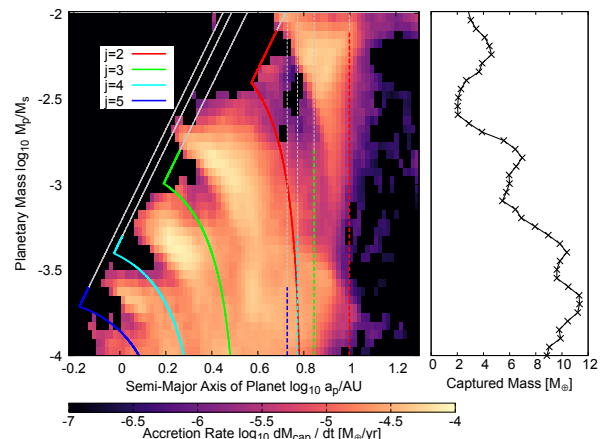 -2
-2.5
-3
-3.5
-4
Planetary Mass log10 Mp/Ms
j=2
j=3
j=4
j=5
-0.2 0 0.2 0.4 0.6 0.8 1 1.2
Semi-Major Axis of Planet log10 ap/AU
0 2 4 6 8 10 12
Captured Mass [M⊕]
-7 -6.5 -6 -5.5 -5 -4.5 -4
Accretion Rate log10 dMcap / dt [M⊕/yr]